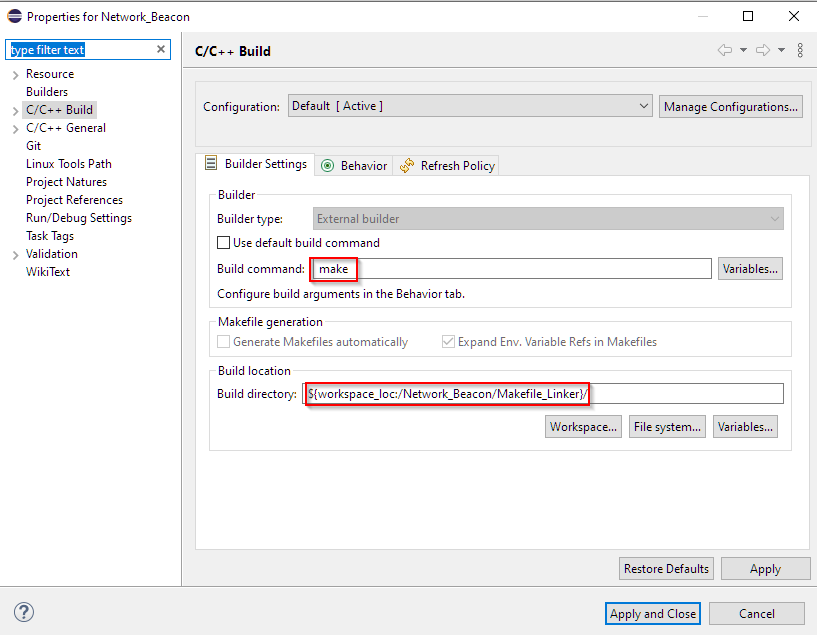 Properties for Network_Beacon
type filter text
Resource
Builders
C/C++ Build
C/C++ General
Git
Linux Tools Path
Project Natures
Project References
Run/Debug Settings
Task Tags
Validation
WikiText
C/C++ Build
Configuration: Default [ Active ] Manage Configurations...
Builder Settings Behavior Refresh Policy
Builder
Builder type: External builder
Use default build command
Build command: make Variables...
Configure build arguments in the Behavior tab.
Makefile generation
Generate Makefiles automatically Expand Env. Variable Refs in Makefiles
Build location
Build directory: ${workspace_loc:/Network_Beacon/Makefile_Linker}/
Workspace... File system... Variables...
Restore Defaults Apply
? Apply and Close Cancel